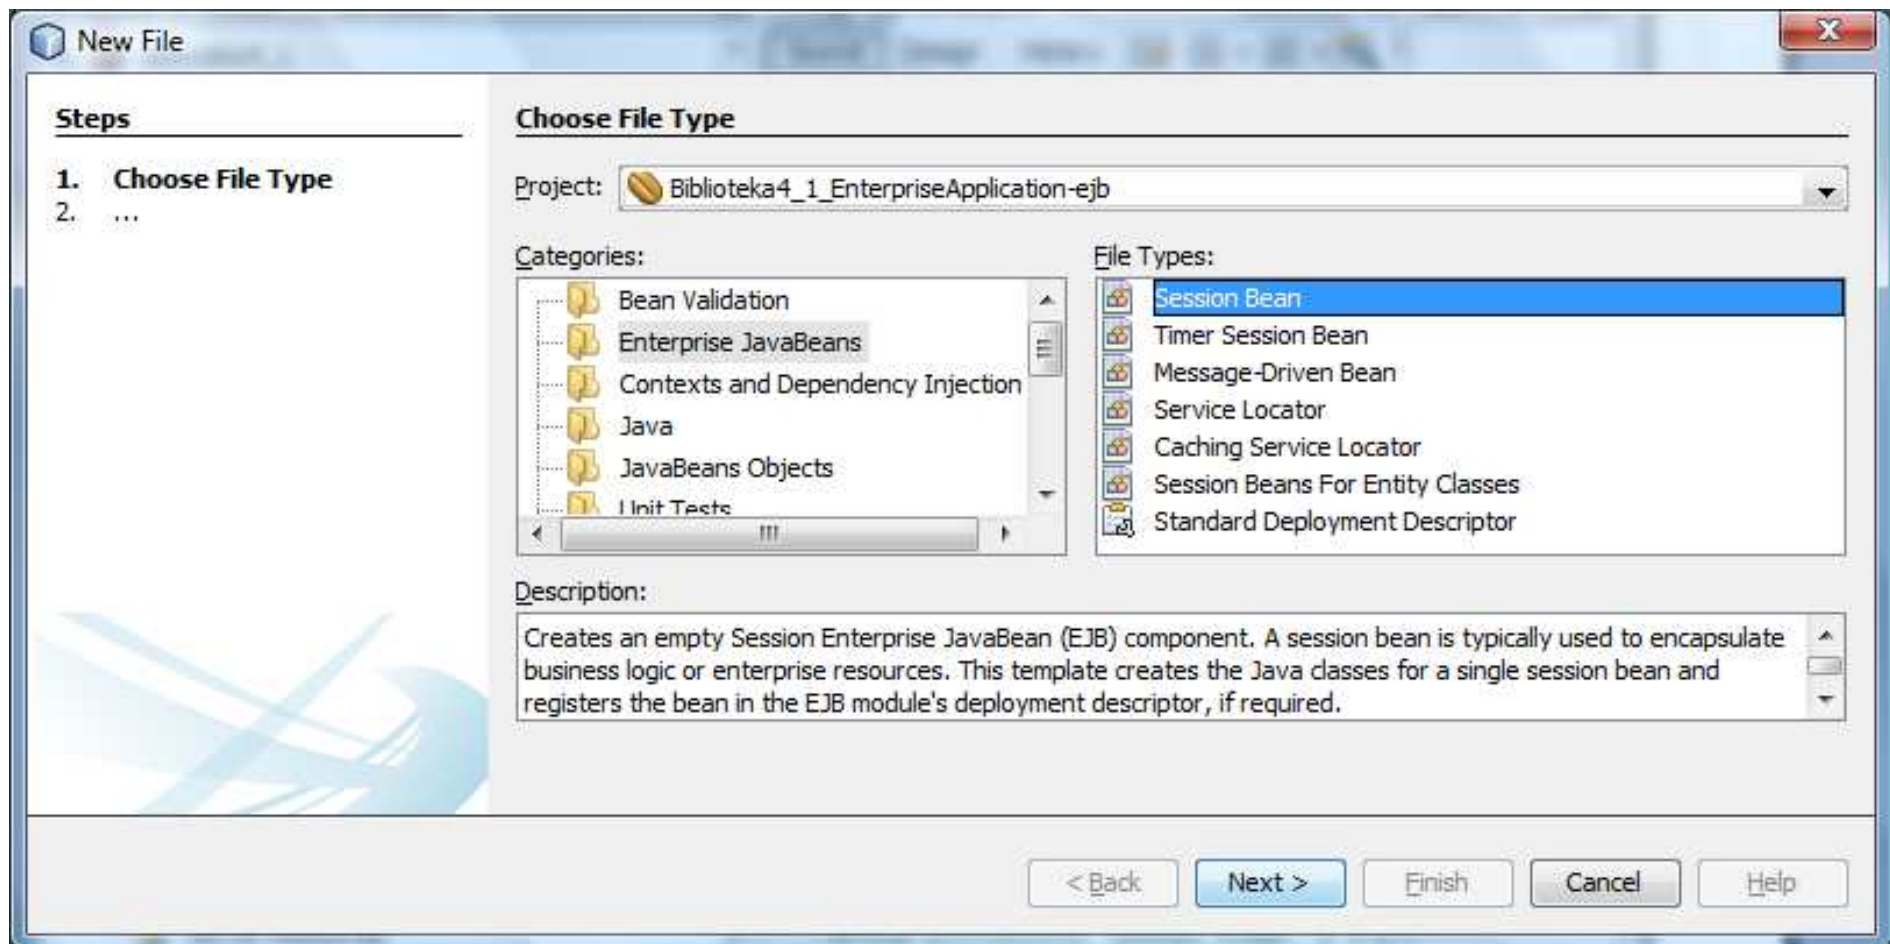 New File
Steps
1. Choose File Type
2. ...
Choose File Type
Project: Biblioteka4_1_EnterpriseApplication-ejb
Categories:
Bean Validation
Enterprise JavaBeans
Contexts and Dependency Injection
Java
JavaBeans Objects
Unit Tests
File Types:
Session Bean
Timer Session Bean
Message-Driven Bean
Service Locator
Caching Service Locator
Session Beans For Entity Classes
Standard Deployment Descriptor
Description:
Creates an empty Session Enterprise JavaBean (EJB) component. A session bean is typically used to encapsulate
business logic or enterprise resources. This template creates the Java classes for a single session bean and
registers the bean in the EJB module's deployment descriptor, if required.
< Back Next > Finish Cancel Help